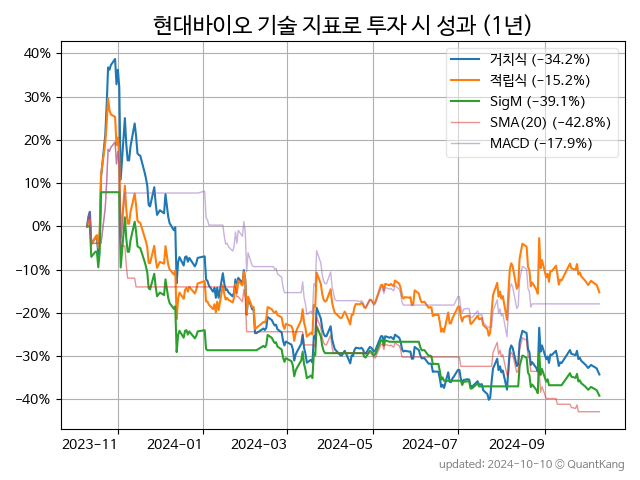 현대바이오 기술 지표로 투자 시 성과 (1년)
40%
30%
20%
10%
0%
−10%
−20%
−30%
−40%
거치식 (−34.2%)
적립식 (−15.2%)
SigM (−39.1%)
SMA(20) (−42.8%)
MACD (−17.9%)
2023−11
2024−01
2024−03
2024−05
2024−07
2024−09
updated: 2024-10-10 © QuantKang